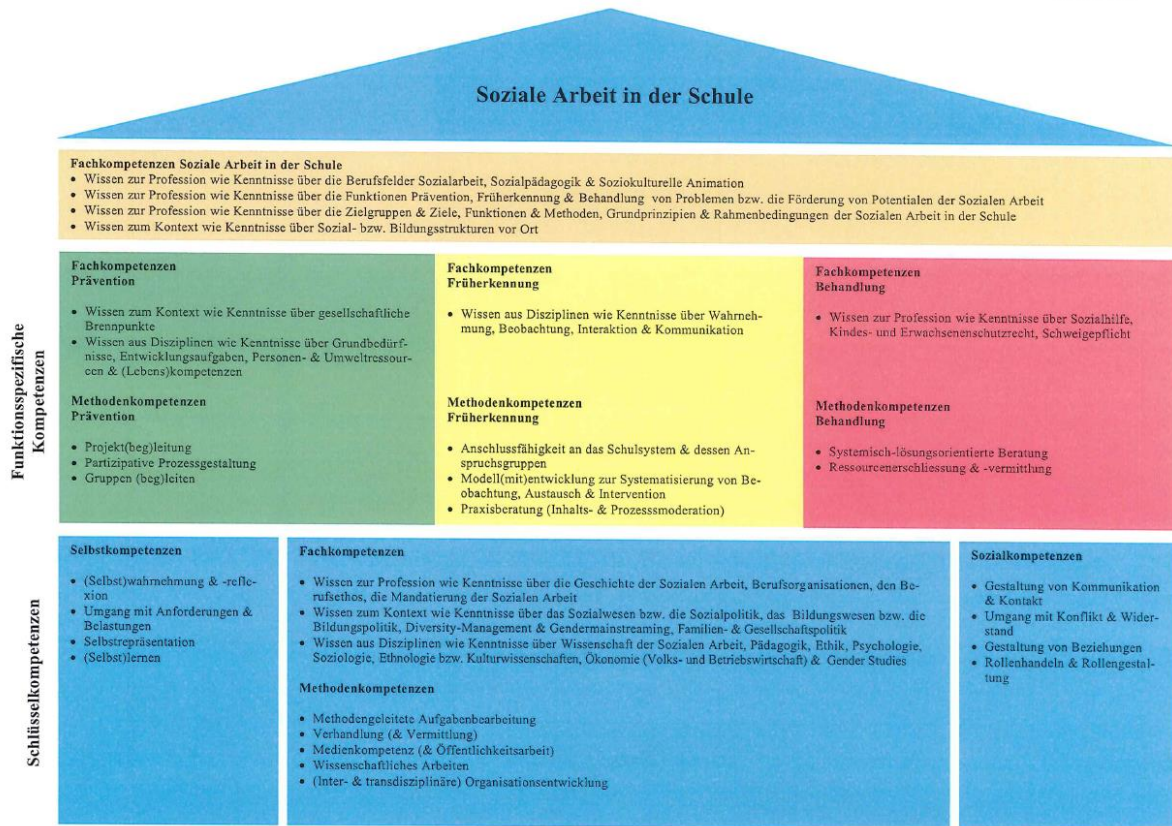 Soziale Arbeit in der Schule
Fachkompetenzen Soziale Arbeit in der Schule
• Wissen zur Profession wie Kenntnisse über die Berufsfelder Sozialarbeit, Sozialpädagogik & Soziokulturelle Animation
• Wissen zur Profession wie Kenntnisse über die Funktionen Prävention, Früherkennung & Behandlung von Problemen bzw. die Förderung von Potentialen der Sozialen Arbeit
• Wissen zur Profession wie Kenntnisse über die Zielgruppen & Ziele, Funktionen & Methoden, Grundprinzipien & Rahmenbedingungen der Sozialen Arbeit in der Schule
• Wissen zum Kontext wie Kenntnisse über Sozial- bzw. Bildungsstrukturen vor Ort
Funktionsspezifische
Kompetenzen
Fachkompetenzen
Prävention
• Wissen zum Kontext wie Kenntnisse über gesellschaftliche
Brennpunkte
• Wissen aus Disziplinen wie Kenntnisse über Grundbedürf-
nisse, Entwicklungsaufgaben, Personen- & Umweltressour-
cen & (Lebens)kompetenzen
Methodenkompetenzen
Prävention
• Projekt(beg)leitung
• Partizipative Prozessgestaltung
• Gruppen (beg)leiten
Fachkompetenzen
Früherkennung
• Wissen aus Disziplinen wie Kenntnisse über Wahrneh-
mung, Beobachtung, Interaktion & Kommunikation
Methodenkompetenzen
Früherkennung
• Anschlussfähigkeit an das Schulsystem & dessen An-
spruchsgruppen
• Modell(mit)entwicklung zur Systematisierung von Be-
obachtung, Austausch & Intervention
• Praxisberatung (Inhalts- & Prozesssmoderation)
Fachkompetenzen
Behandlung
• Wissen zur Profession wie Kenntnisse über Sozialhilfe,
Kindes- und Erwachsenenschutzrecht, Schweigepflicht
Methodenkompetenzen
Behandlung
• Systemisch-lösungsorientierte Beratung
• Ressourcenerschliessung & -vermittlung
Schlüsselkompetenzen
Selbstkompetenzen
• (Selbst)wahrnehmung & -refle-
xion
• Umgang mit Anforderungen &
Belastungen
• Selbstrepräsentation
• (Selbst)lernen
Fachkompetenzen
• Wissen zur Profession wie Kenntnisse über die Geschichte der Sozialen Arbeit, Berufsorganisationen, den Be-
rufsethos, die Mandatierung der Sozialen Arbeit
• Wissen zum Kontext wie Kenntnisse über das Sozialwesen bzw. die Sozialpolitik, das Bildungswesen bzw. die
Bildungspolitik, Diversity-Management & Gendermainstreaming, Familien- & Gesellschaftspolitik
• Wissen aus Disziplinen wie Kenntnisse über Wissenschaft der Sozialen Arbeit, Pädagogik, Ethik, Psychologie,
Soziologie, Ethnologie bzw. Kulturwissenschaften, Ökonomie (Volks- und Betriebswirtschaft) & Gender Studies
Methodenkompetenzen
• Methodengeleitete Aufgabenbearbeitung
• Verhandlung (& Vermittlung)
• Medienkompetenz (& Öffentlichkeitsarbeit)
• Wissenschaftliches Arbeiten
• (Inter- & transdisziplinäre) Organisationsentwicklung
Sozialkompetenzen
• Gestaltung von Kommunikation
& Kontakt
• Umgang mit Konflikt & Wider-
stand
• Gestaltung von Beziehungen
• Rollenhandeln & Rollengestal-
tung